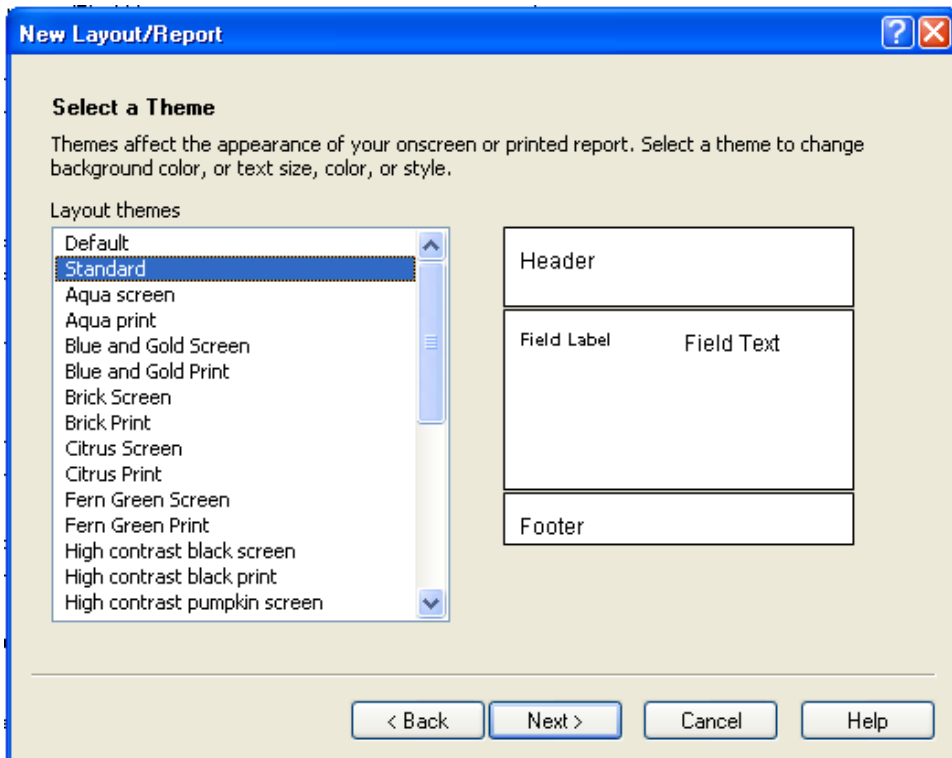 New Layout/Report
Select a Theme
Themes affect the appearance of your onscreen or printed report. Select a theme to change
background color, or text size, color, or style.
Layout themes
Default
Standard
Aqua screen
Aqua print
Blue and Gold Screen
Blue and Gold Print
Brick Screen
Brick Print
Citrus Screen
Citrus Print
Fern Green Screen
Fern Green Print
High contrast black screen
High contrast black print
High contrast pumpkin screen
Header
Field Label Field Text
Footer
< Back Next > Cancel Help